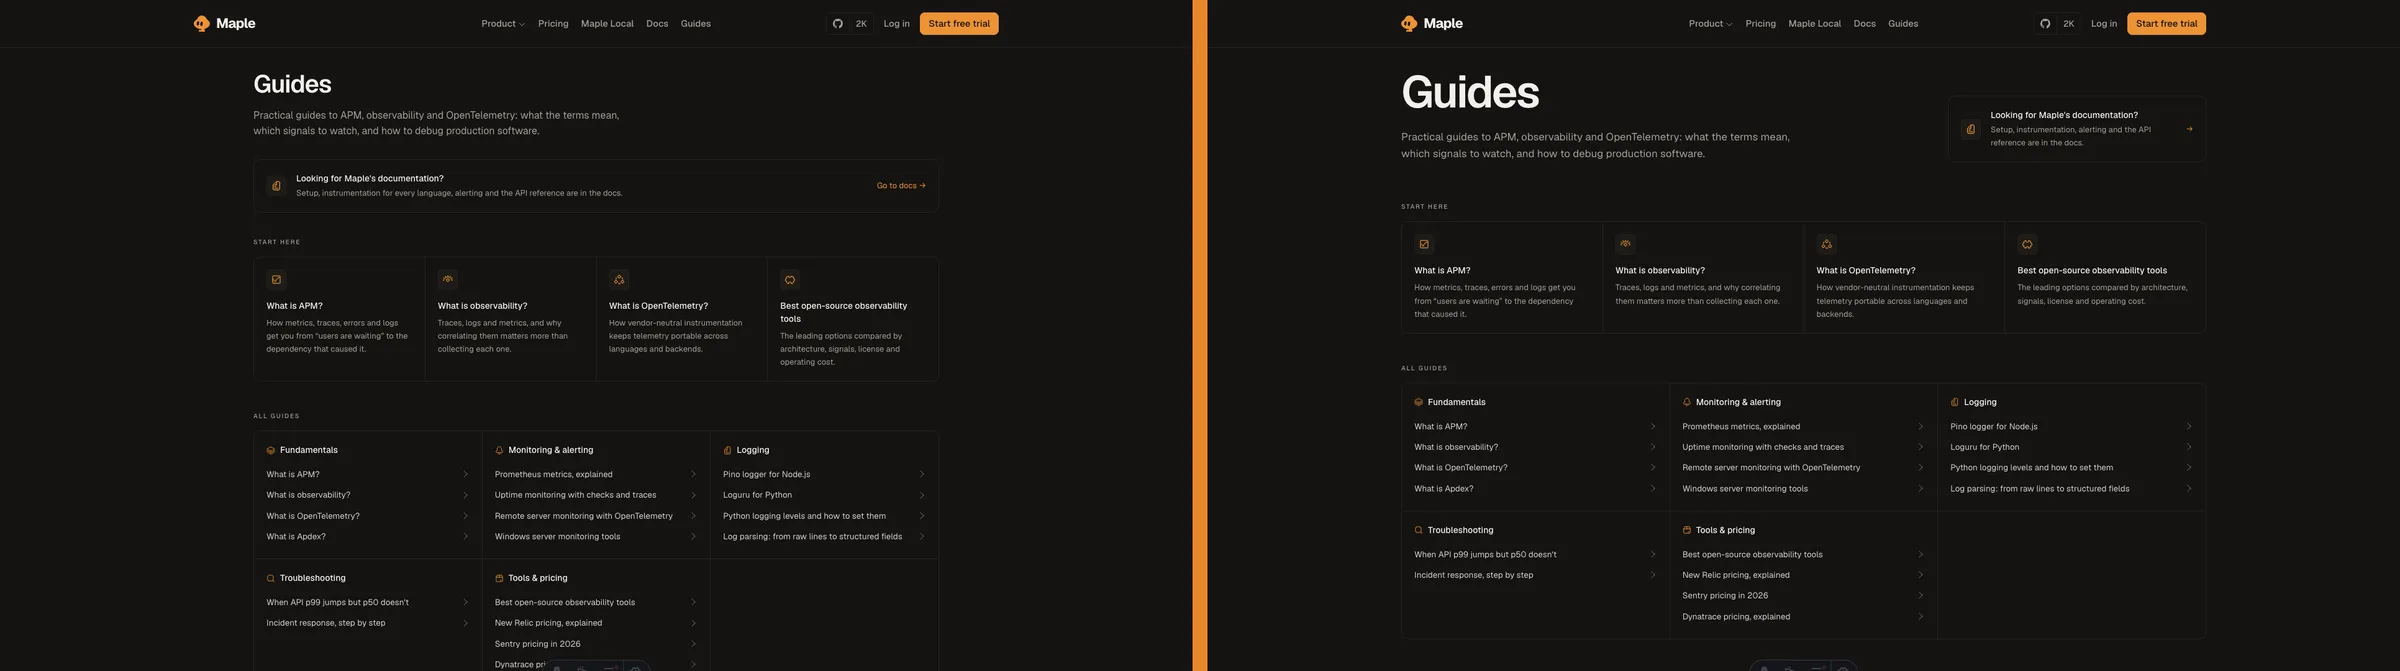 Maple
Product
Pricing
Maple Local
Docs
Guides
2K
Log in
Start free trial
Guides
Practical guides to APM, observability and OpenTelemetry: what the terms mean,
which signals to watch, and how to debug production software.
Looking for Maple's documentation?
Setup, instrumentation for every language, alerting and the API reference are in the docs.
Go to docs →
START HERE
What is APM?
How metrics, traces, errors and logs
get you from “users are waiting” to the
dependency that caused it.
What is observability?
Traces, logs and metrics, and why
correlating them matters more than
collecting each one.
What is OpenTelemetry?
How vendor-neutral instrumentation
keeps telemetry portable across
languages and backends.
Best open-source observability
tools
The leading options compared by
architecture, signals, license and
operating cost.
ALL GUIDES
Fundamentals
What is APM?
What is observability?
What is OpenTelemetry?
What is Apdex?
Monitoring & alerting
Prometheus metrics, explained
Uptime monitoring with checks and traces
Remote server monitoring with OpenTelemetry
Windows server monitoring tools
Logging
Pino logger for Node.js
Loguru for Python
Python logging levels and how to set them
Log parsing: from raw lines to structured fields
Troubleshooting
When API p99 jumps but p50 doesn't
Incident response, step by step
Tools & pricing
Best open-source observability tools
New Relic pricing, explained
Sentry pricing in 2026
Dynatrace
Maple
Product
Pricing
Maple Local
Docs
Guides
2K
Log in
Start free trial
Guides
Practical guides to APM, observability and OpenTelemetry: what the terms mean,
which signals to watch, and how to debug production software.
Looking for Maple's documentation?
Setup, instrumentation, alerting and the API
reference are in the docs.
→
START HERE
What is APM?
How metrics, traces, errors and logs get you
from “users are waiting” to the dependency
that caused it.
What is observability?
Traces, logs and metrics, and why correlating
them matters more than collecting each one.
What is OpenTelemetry?
How vendor-neutral instrumentation keeps
telemetry portable across languages and
backends.
Best open-source observability tools
The leading options compared by architecture,
signals, license and operating cost.
ALL GUIDES
Fundamentals
What is APM?
What is observability?
What is OpenTelemetry?
What is Apdex?
Monitoring & alerting
Prometheus metrics, explained
Uptime monitoring with checks and traces
Remote server monitoring with OpenTelemetry
Windows server monitoring tools
Logging
Pino logger for Node.js
Loguru for Python
Python logging levels and how to set them
Log parsing: from raw lines to structured fields
Troubleshooting
When API p99 jumps but p50 doesn't
Incident response, step by step
Tools & pricing
Best open-source observability tools
New Relic pricing, explained
Sentry pricing in 2026
Dynatrace pricing, explained